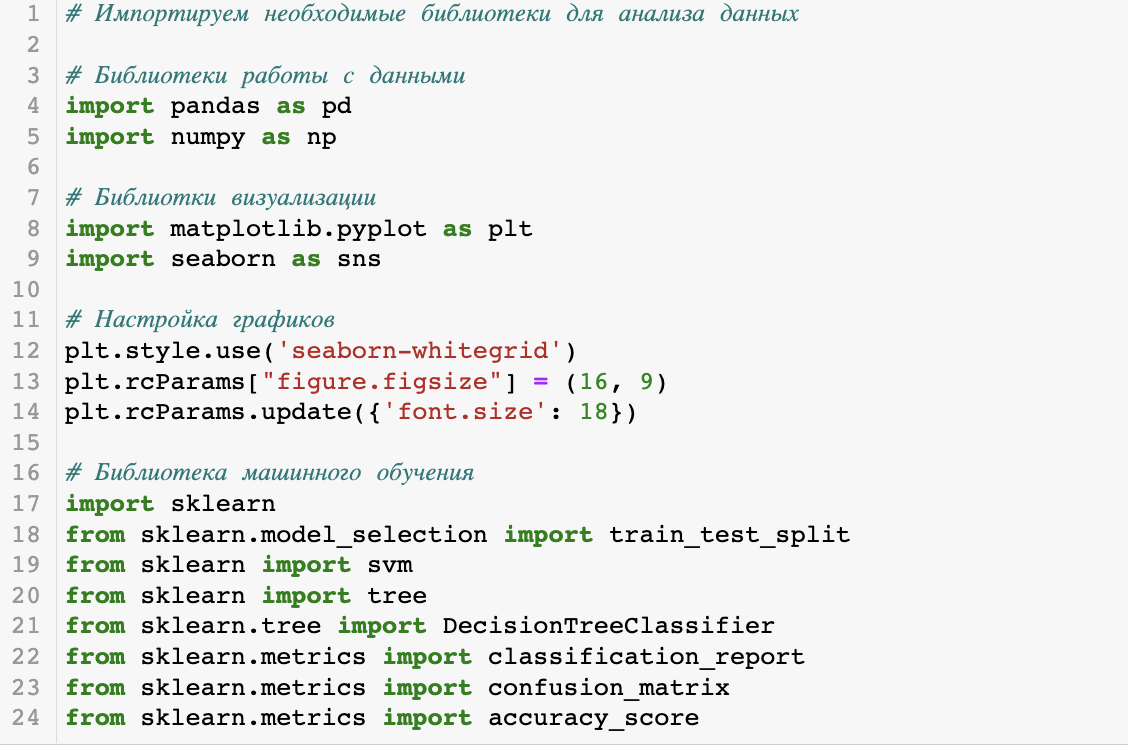 1 # Импортируем необходимые библиотеки для анализа данных
2
3 # Библиотеки работы с данными
4 import pandas as pd
5 import numpy as np
6
7 # Библиотки визуализации
8 import matplotlib.pyplot as plt
9 import seaborn as sns
10
11 # Настройка графиков
12 plt.style.use('seaborn-whitegrid')
13 plt.rcParams["figure.figsize"] = (16, 9)
14 plt.rcParams.update({'font.size': 18})
15
16 # Библиотека машинного обучения
17 import sklearn
18 from sklearn.model_selection import train_test_split
19 from sklearn import svm
20 from sklearn import tree
21 from sklearn.tree import DecisionTreeClassifier
22 from sklearn.metrics import classification_report
23 from sklearn.metrics import confusion_matrix
24 from sklearn.metrics import accuracy_score